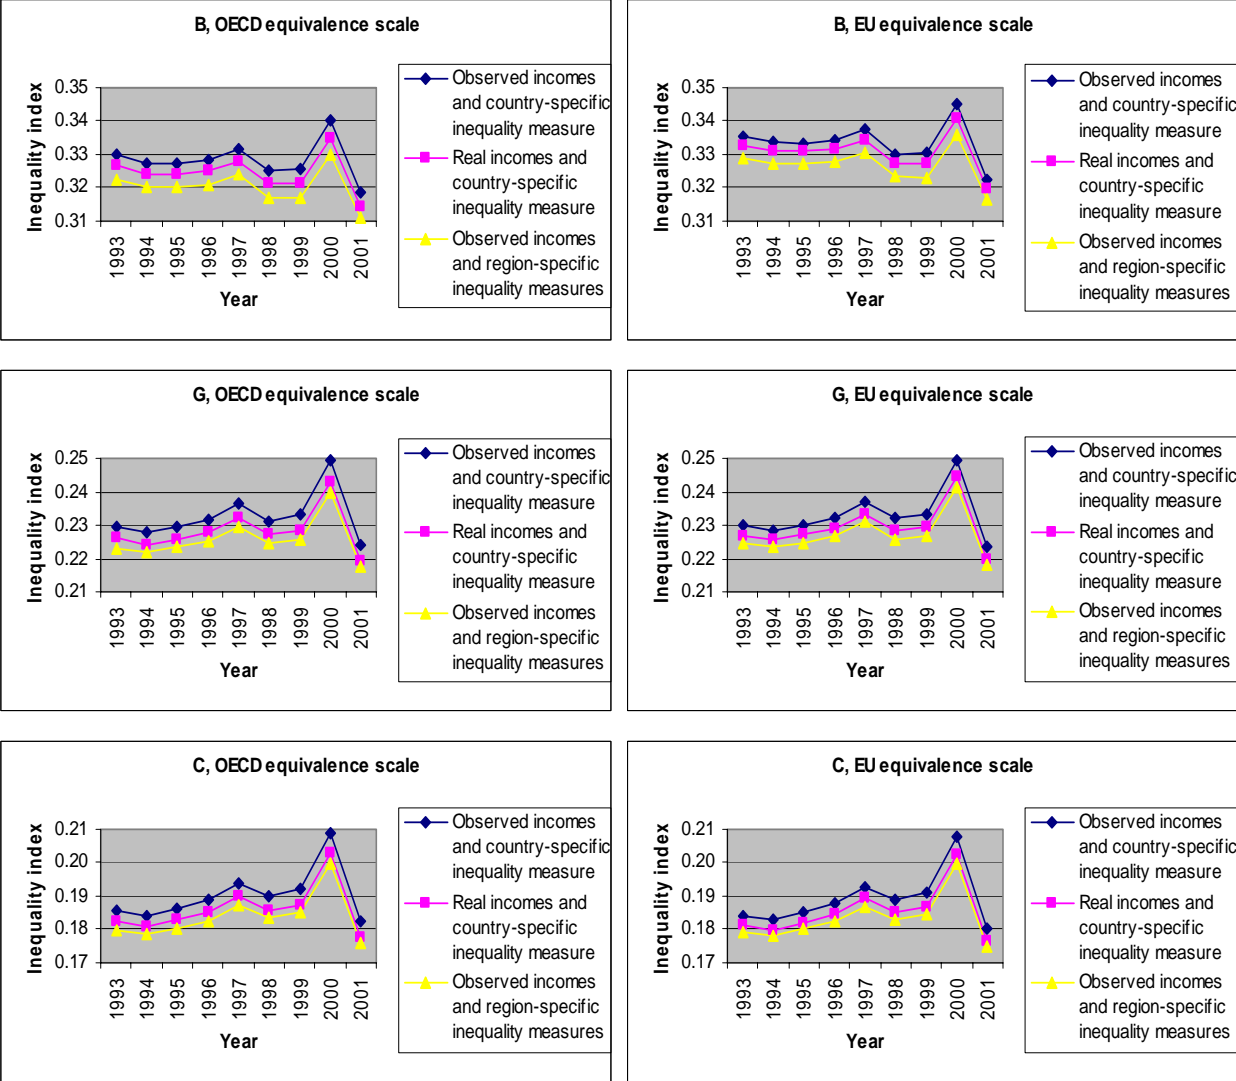 B, OECD equivalence scale
Inequality index
0.35
0.34
0.33
0.32
0.31
1993
1994
1995
1996
1997
1998
1999
2000
2001
Year
Observed incomes
and country-specific
inequality measure
Real incomes and
country-specific
inequality measure
Observed incomes
and region-specific
inequality measures
B, EU equivalence scale
Inequality index
0.35
0.34
0.33
0.32
0.31
1993
1994
1995
1996
1997
1998
1999
2000
2001
Year
Observed incomes
and country-specific
inequality measure
Real incomes and
country-specific
inequality measure
Observed incomes
and region-specific
inequality measures
G, OECD equivalence scale
Inequality index
0.25
0.24
0.23
0.22
0.21
1993
1994
1995
1996
1997
1998
1999
2000
2001
Year
Observed incomes
and country-specific
inequality measure
Real incomes and
country-specific
inequality measure
Observed incomes
and region-specific
inequality measures
G, EU equivalence scale
Inequality index
0.25
0.24
0.23
0.22
0.21
1993
1994
1995
1996
1997
1998
1999
2000
2001
Year
Observed incomes
and country-specific
inequality measure
Real incomes and
country-specific
inequality measure
Observed incomes
and region-specific
inequality measures
C, OECD equivalence scale
Inequality index
0.21
0.20
0.19
0.18
0.17
1993
1994
1995
1996
1997
1998
1999
2000
2001
Year
Observed incomes
and country-specific
inequality measure
Real incomes and
country-specific
inequality measure
Observed incomes
and region-specific
inequality measures
C, EU equivalence scale
Inequality index
0.21
0.20
0.19
0.18
0.17
1993
1994
1995
1996
1997
1998
1999
2000
2001
Year
Observed incomes
and country-specific
inequality measure
Real incomes and
country-specific
inequality measure
Observed incomes
and region-specific
inequality measures